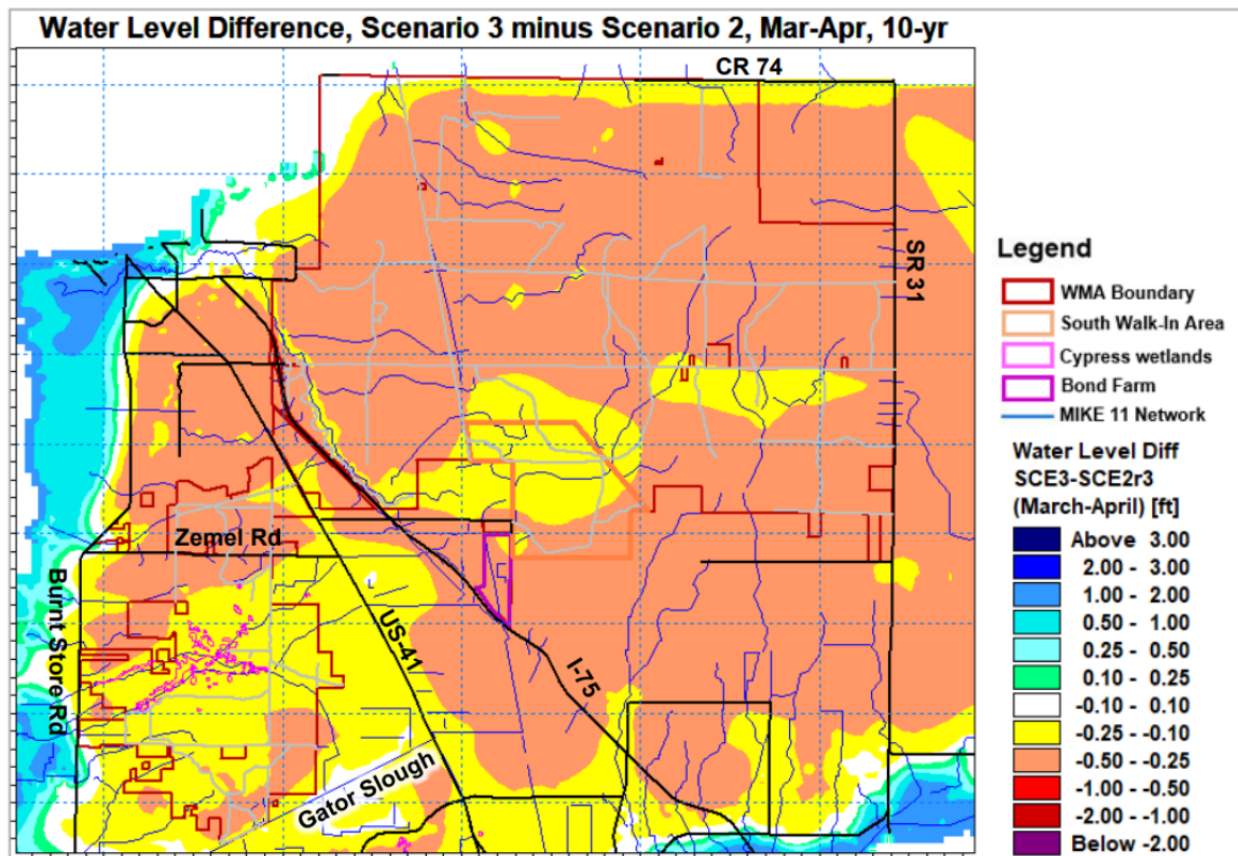 Water Level Difference, Scenario 3 minus Scenario 2, Mar-Apr, 10-yr
CR 74
SR 31
Zemel Rd
Burnt Store Rd
US-41
I-75
Gator Slough
Legend
WMA Boundary
South Walk-In Area
Cypress wetlands
Bond Farm
MIKE 11 Network
Water Level Diff
SCE3-SCE2r3
(March-April) [ft]
Above 3.00
2.00 - 3.00
1.00 - 2.00
0.50 - 1.00
0.25 - 0.50
0.10 - 0.25
-0.10 - 0.10
-0.25 - -0.10
-0.50 - -0.25
-1.00 - -0.50
-2.00 - -1.00
Below -2.00